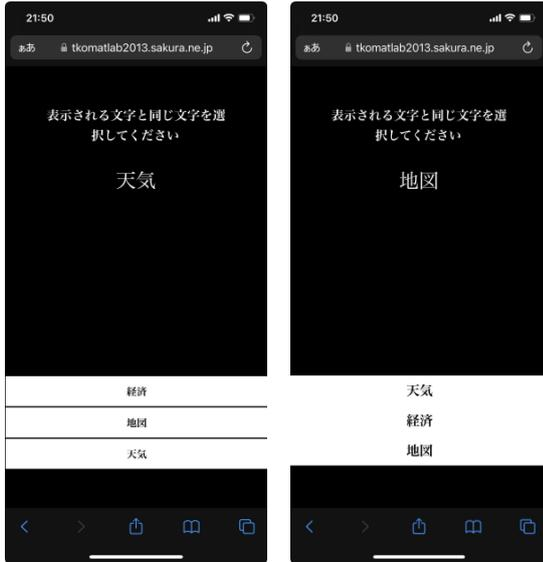 21:50
ぁあ tkomatlab2013.sakura.ne.jp
表示される文字と同じ文字を選
択してください
天気
経済
地図
天気
21:50
ぁあ tkomatlab2013.sakura.ne.jp
表示される文字と同じ文字を選
択してください
地図
天気
経済
地図